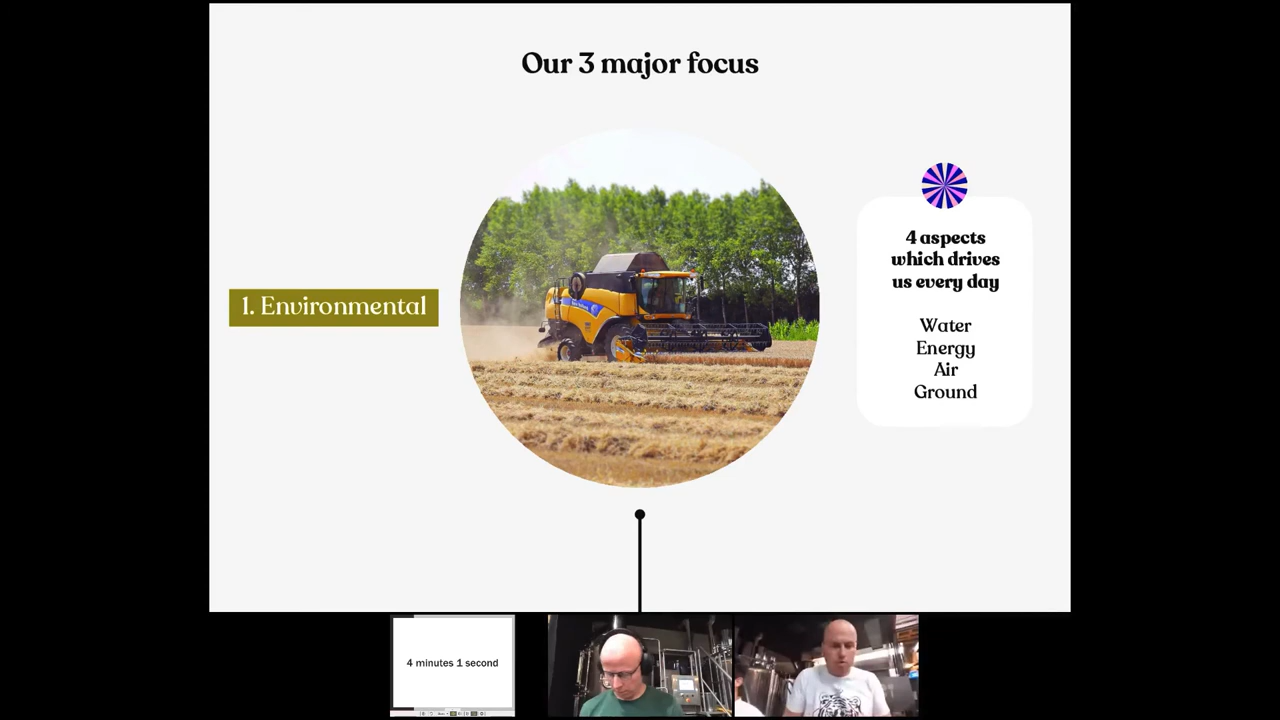 Our 3 major focus
1. Environmental
4 aspects
which drives
us every day
Water
Energy
Air
Ground
4 minutes 1 second